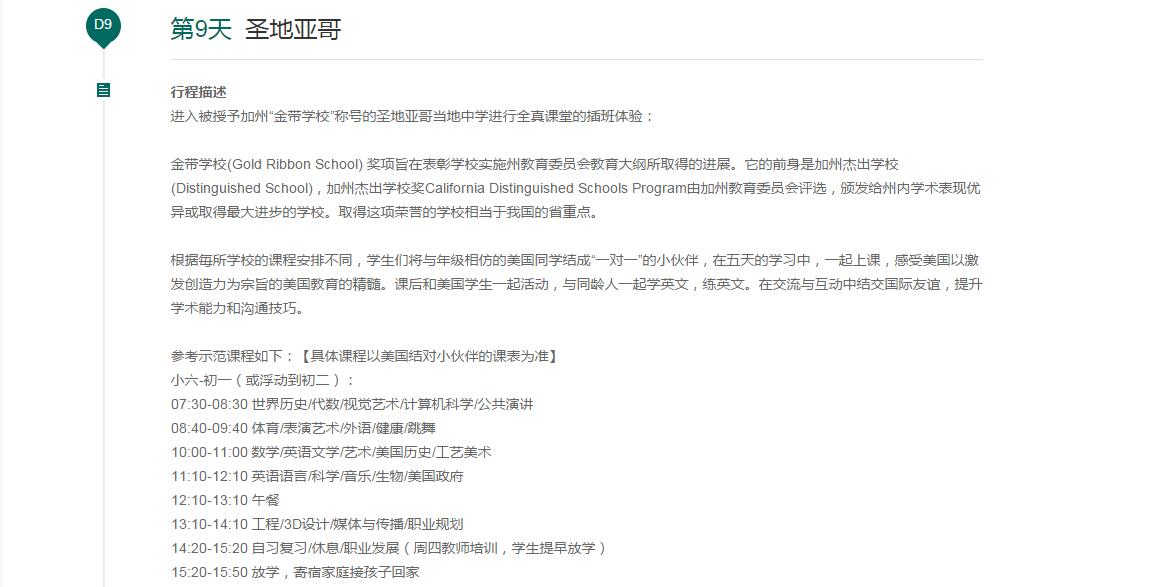 D9
第9天 圣地亚哥
行程描述
进入被授予加州“金带学校”称号的圣地亚哥当地中学进行全真课堂的插班体验：
金带学校(Gold Ribbon School) 奖项旨在表彰学校实施州教育委员会教育大纲所取得的进展。它的前身是加州杰出学校
(Distinguished School)，加州杰出学校奖California Distinguished Schools Program由加州教育委员会评选，颁发给州内学术表现优
异或取得最大进步的学校。取得这项荣誉的学校相当于我国的省重点。
根据每所学校的课程安排不同，学生们将与年级相仿的美国同学结成“一对一”的小伙伴，在五天的学习中，一起上课，感受美国以激
发创造力为宗旨的美国教育的精髓。课后和美国学生一起活动，与同龄人一起学英文，练英文。在交流与互动中结交国际友谊，提升
学术能力和沟通技巧。
参考示范课程如下：【具体课程以美国结对小伙伴的课表为准】
小六-初一（或浮动到初二）：
07:30-08:30 世界历史/代数/视觉艺术/计算机科学/公共演讲
08:40-09:40 体育/表演艺术/外语/健康/跳舞
10:00-11:00 数学/英语文学/艺术/美国历史/工艺美术
11:10-12:10 英语语言/科学/音乐/生物/美国政府
12:10-13:10 午餐
13:10-14:10 工程/3D设计/媒体与传播/职业规划
14:20-15:20 自习复习/休息/职业发展（周四教师培训，学生提早放学）
15:20-15:50 放学，寄宿家庭接孩子回家